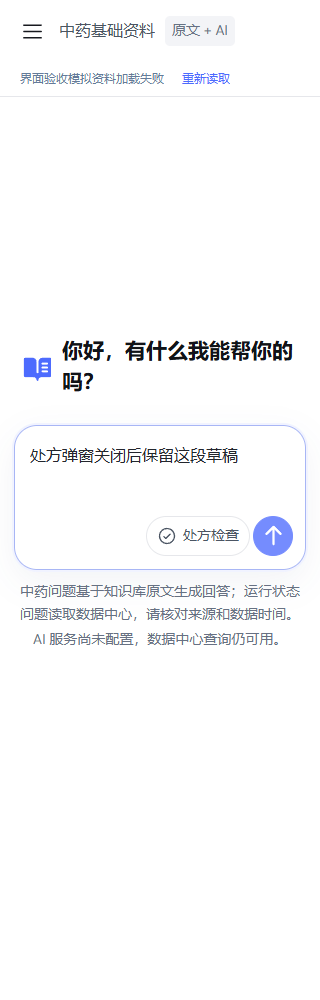 中药基础资料 原文 + AI
界面验收模拟资料加载失败 重新读取
你好，有什么我能帮你的
吗？
处方弹窗关闭后保留这段草稿
处方检查
中药问题基于知识库原文生成回答；运行状态
问题读取数据中心，请核对来源和数据时间。
AI 服务尚未配置，数据中心查询仍可用。